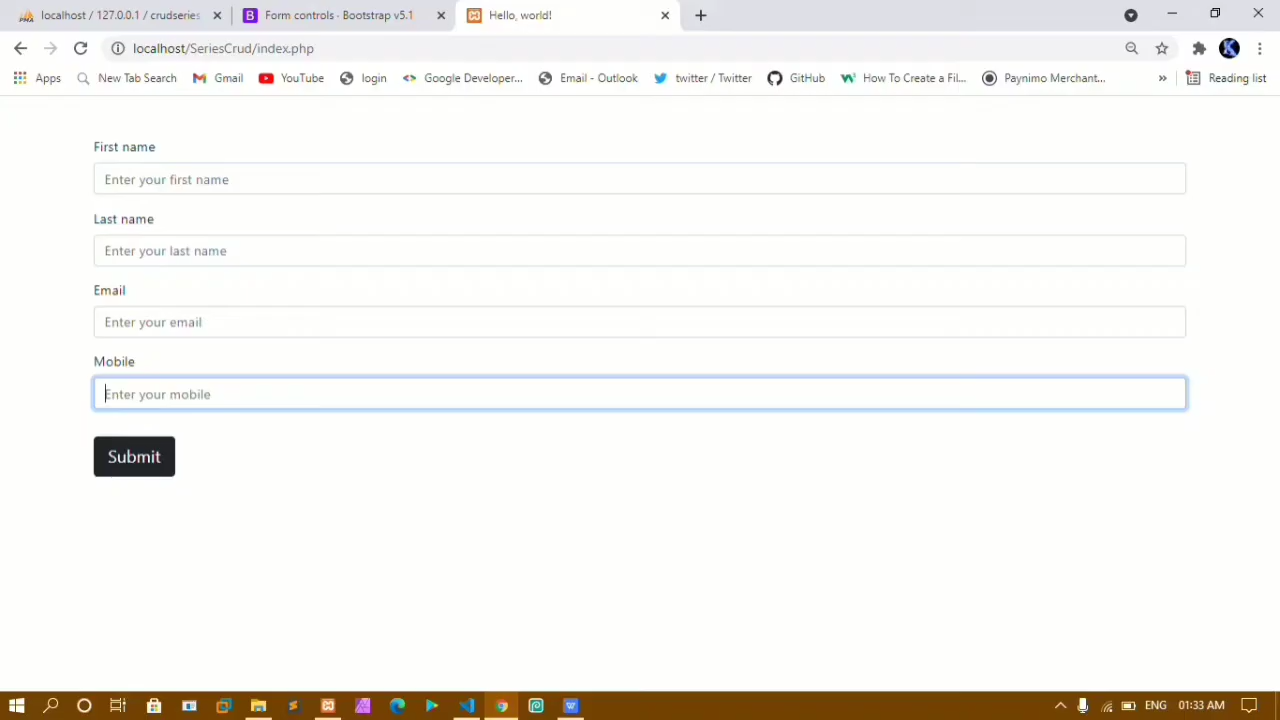 localhost / 127.0.0.1 / crudseries
Form controls · Bootstrap v5.1
Hello, world!
localhost/SeriesCrud/index.php
Apps
New Tab Search
Gmail
YouTube
login
Google Developer...
Email - Outlook
twitter / Twitter
GitHub
How To Create a Fil...
Paynimo Merchant...
»
Reading list
First name
Enter your first name
Last name
Enter your last name
Email
Enter your email
Mobile
Enter your mobile
Submit
ENG
01:33 AM